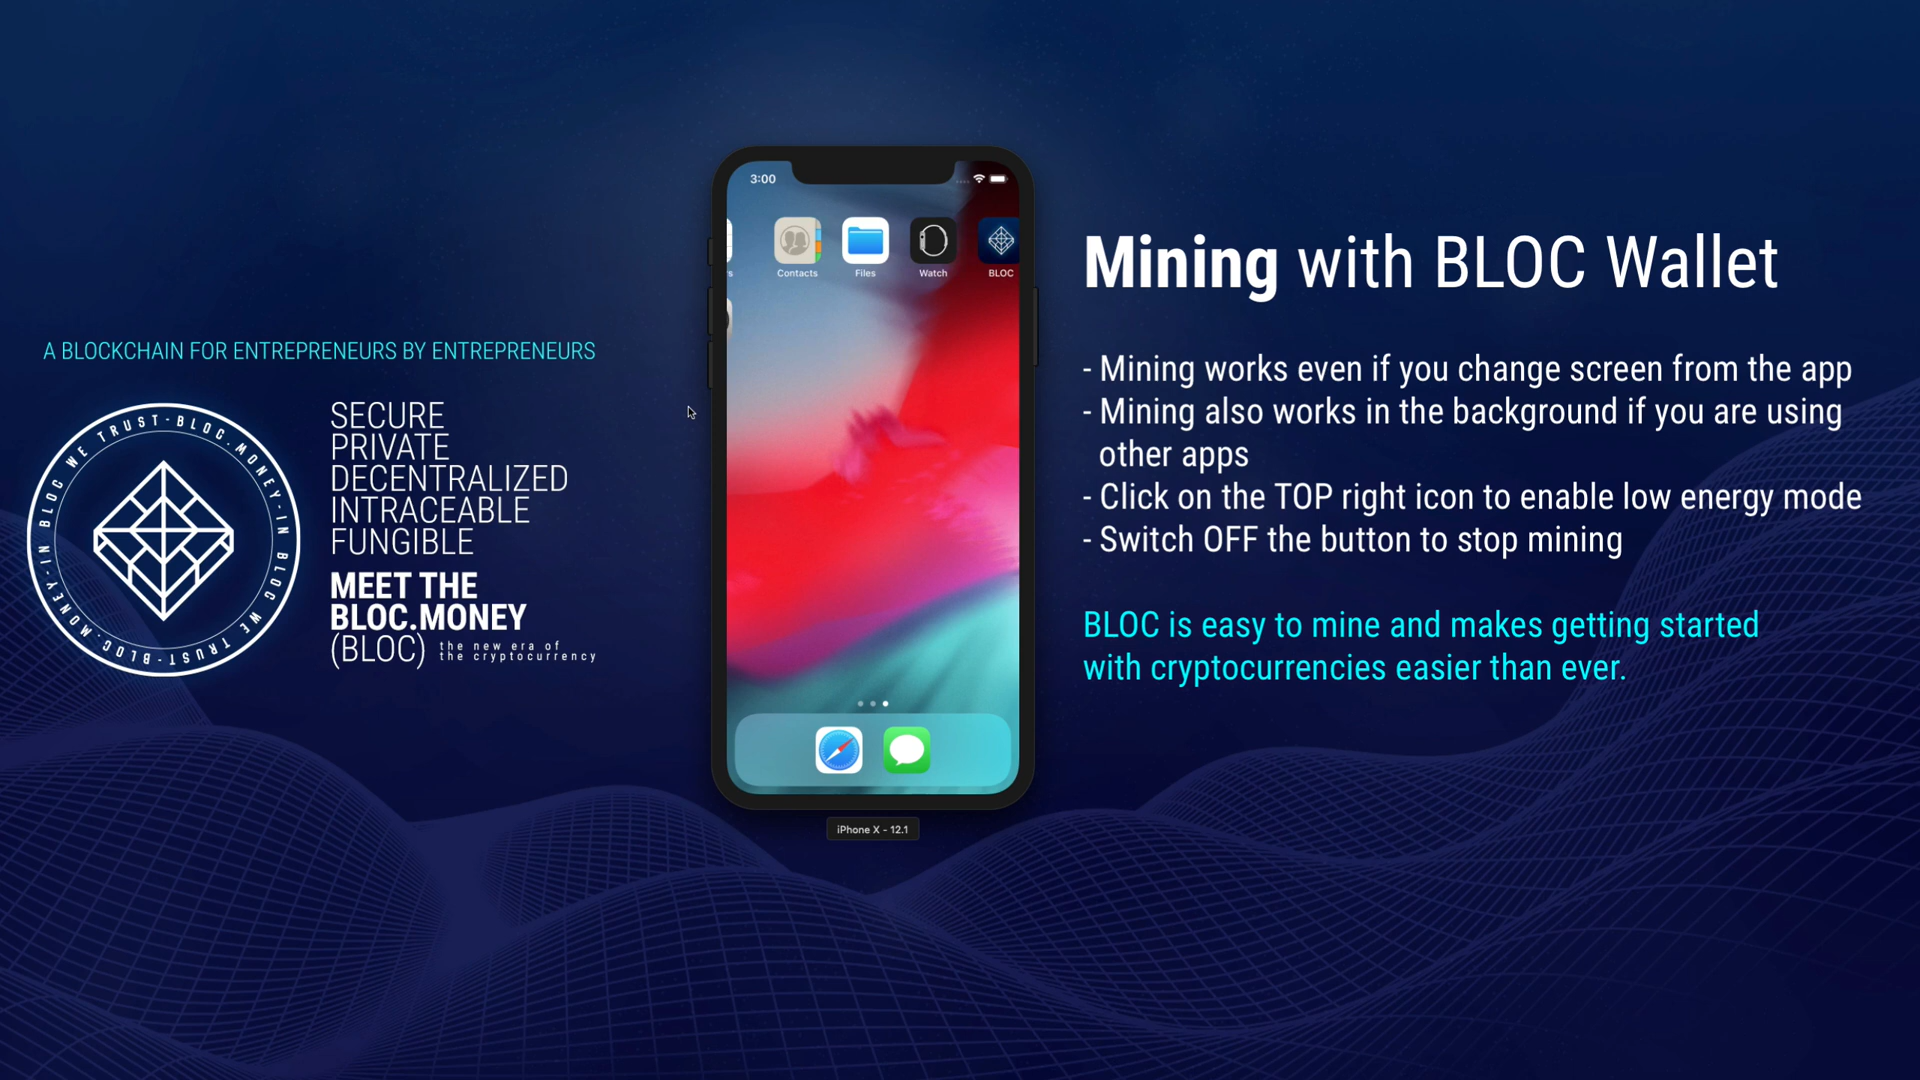 A BLOCKCHAIN FOR ENTREPRENEURS BY ENTREPRENEURS
IN BLOC WE TRUST - BLOC.MONEY - IN BLOC WE TRUST - BLOC.MONEY -
SECURE
PRIVATE
DECENTRALIZED
INTRACEABLE
FUNGIBLE
MEET THE
BLOC.MONEY
(BLOC) the new era of
the cryptocurrency
3:00
s Contacts Files Watch BLOC
iPhone X - 12.1
Mining with BLOC Wallet
- Mining works even if you change screen from the app
- Mining also works in the background if you are using
other apps
- Click on the TOP right icon to enable low energy mode
- Switch OFF the button to stop mining
BLOC is easy to mine and makes getting started
with cryptocurrencies easier than ever.